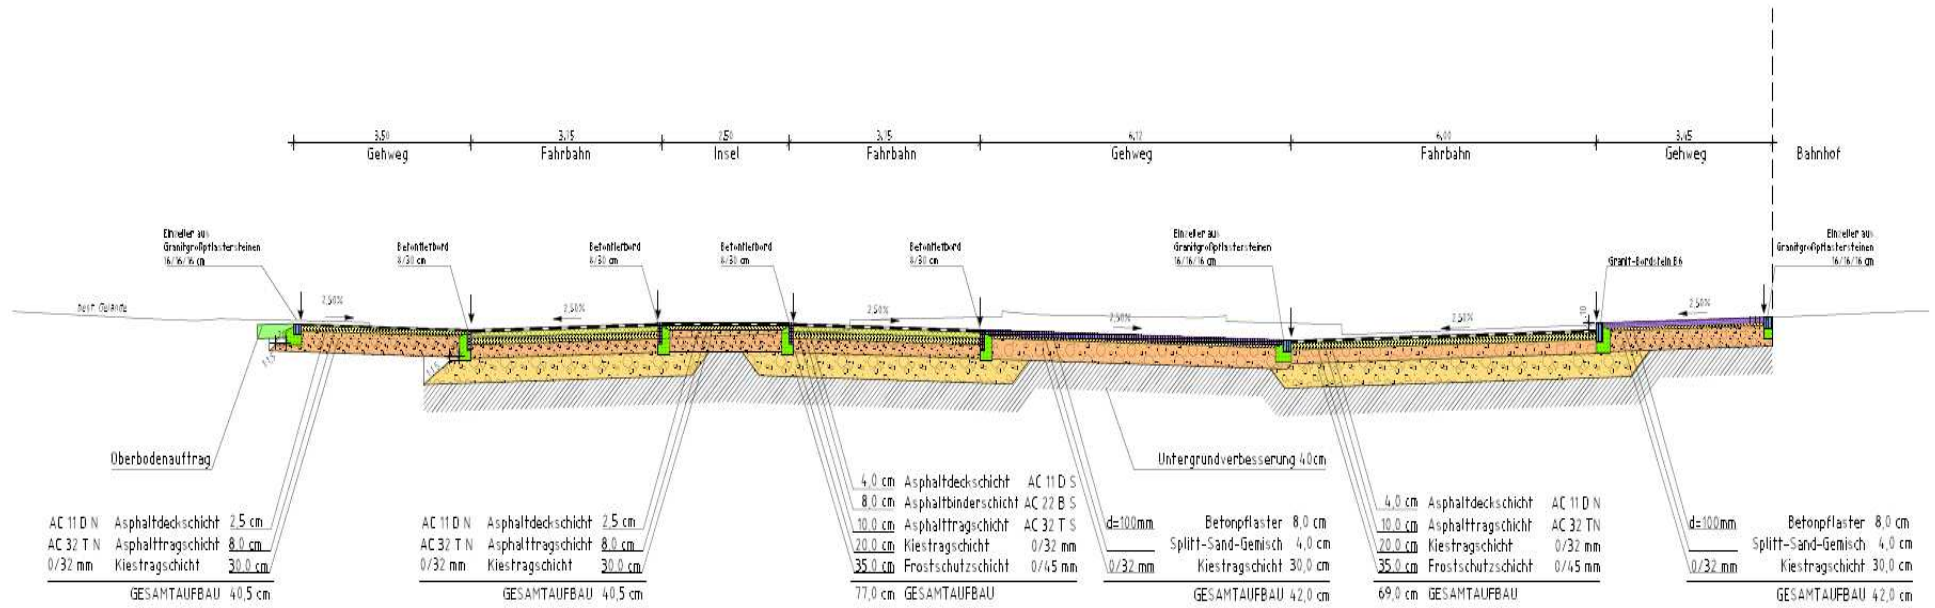 3,50
3,75
2,50
3,75
6,12
6,00
3,45
Gehweg
Fahrbahn
Insel
Fahrbahn
Gehweg
Fahrbahn
Gehweg
Bahnhof
Einzeiler aus
Granitgroßpflastersteinen
16/16/16 cm
Betontiefbord
8/30 cm
Betontiefbord
8/30 cm
Betontiefbord
8/30 cm
Betontiefbord
8/30 cm
Einzeiler aus
Granitgroßpflastersteinen
16/16/16 cm
Granit-Bordstein B6
Einzeiler aus
Granitgroßpflastersteinen
16/16/16 cm
best. Gelände
2,50%
2,50%
2,50%
2,50%
2,50%
2,50%
Oberbodenauftrag
Untergrundverbesserung 40cm
AC 11 D N Asphaltdeckschicht 2,5 cm
AC 32 T N Asphalttragschicht 8,0 cm
0/32 mm Kiestragschicht 30,0 cm
GESAMTAUFBAU 40,5 cm
AC 11 D N Asphaltdeckschicht 2,5 cm
AC 32 T N Asphalttragschicht 8,0 cm
0/32 mm Kiestragschicht 30,0 cm
GESAMTAUFBAU 40,5 cm
4,0 cm Asphaltdeckschicht AC 11 D S
8,0 cm Asphaltbinderschicht AC 22 B S
10,0 cm Asphalttragschicht AC 32 T S
20,0 cm Kiestragschicht 0/32 mm
35,0 cm Frostschutzschicht 0/45 mm
77,0 cm GESAMTAUFBAU
d=100mm Betonpflaster 8,0 cm
Splitt-Sand-Gemisch 4,0 cm
0/32 mm Kiestragschicht 30,0 cm
GESAMTAUFBAU 42,0 cm
4,0 cm Asphaltdeckschicht AC 11 D N
10,0 cm Asphalttragschicht AC 32 TN
20,0 cm Kiestragschicht 0/32 mm
35,0 cm Frostschutzschicht 0/45 mm
69,0 cm GESAMTAUFBAU
d=100mm Betonpflaster 8,0 cm
Splitt-Sand-Gemisch 4,0 cm
0/32 mm Kiestragschicht 30,0 cm
GESAMTAUFBAU 42,0 cm